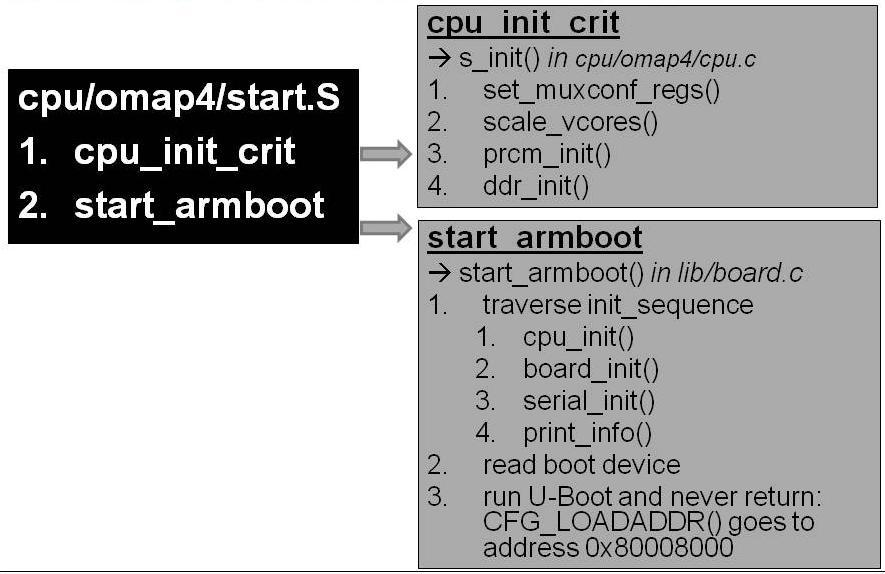 cpu/omap4/start.S
1. cpu_init_crit
2. start_armboot
cpu_init_crit
→ s_init() in cpu/omap4/cpu.c
1. set_muxconf_regs()
2. scale_vcores()
3. prcm_init()
4. ddr_init()
start_armboot
→ start_armboot() in lib/board.c
1. traverse init_sequence
1. cpu_init()
2. board_init()
3. serial_init()
4. print_info()
2. read boot device
3. run U-Boot and never return:
CFG_LOADADDR() goes to
address 0x80008000